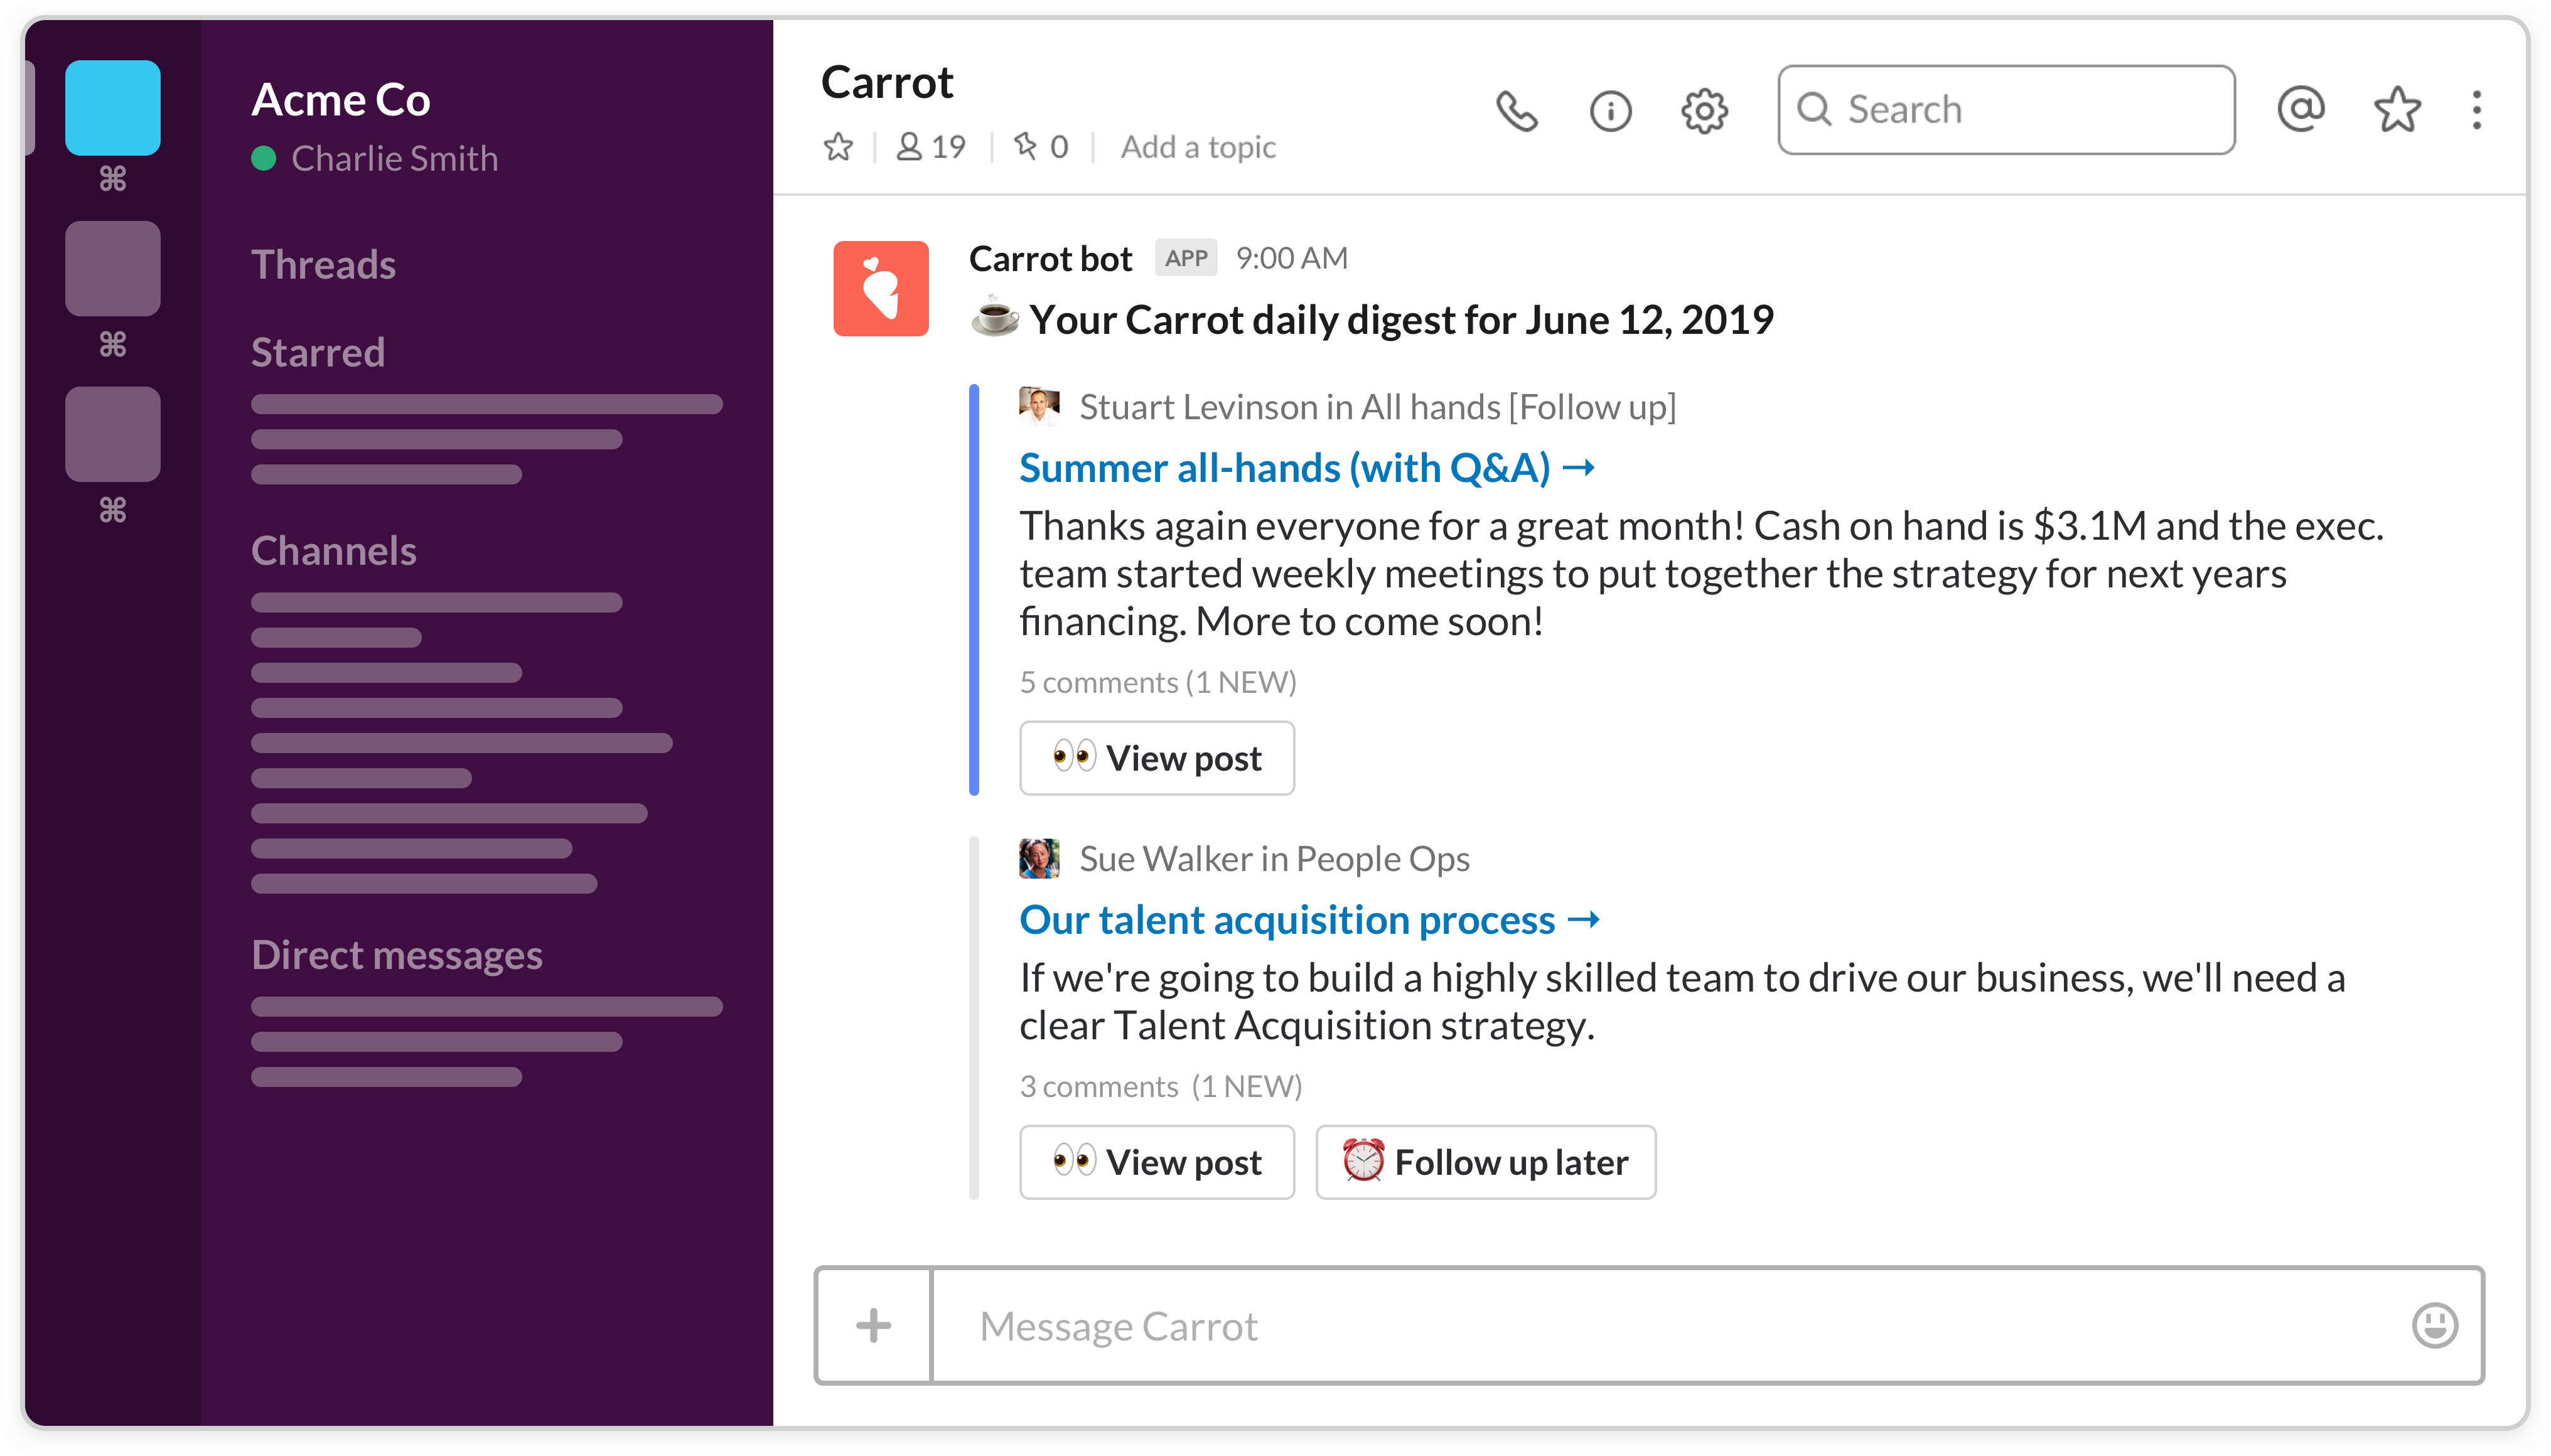 Acme Co
Charlie Smith
⌘
⌘
⌘
Threads
Starred
Channels
Direct messages
Carrot
19
0
Add a topic
Search
Carrot bot APP 9:00 AM
Your Carrot daily digest for June 12, 2019
Stuart Levinson in All hands [Follow up]
Summer all-hands (with Q&A) →
Thanks again everyone for a great month! Cash on hand is $3.1M and the exec.
team started weekly meetings to put together the strategy for next years
financing. More to come soon!
5 comments (1 NEW)
View post
Sue Walker in People Ops
Our talent acquisition process →
If we're going to build a highly skilled team to drive our business, we'll need a
clear Talent Acquisition strategy.
3 comments (1 NEW)
View post
Follow up later
Message Carrot